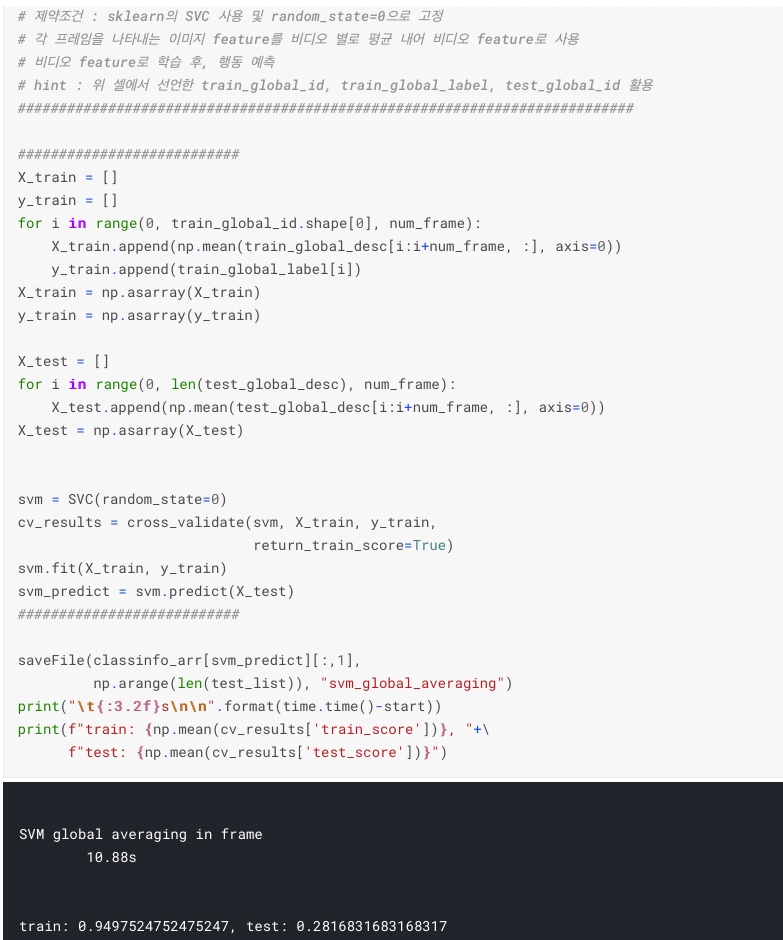 # 제약조건 : sklearn의 SVC 사용 및 random_state=0으로 고정
# 각 프레임을 나타내는 이미지 feature를 비디오 별로 평균 내어 비디오 feature로 사용
# 비디오 feature로 학습 후, 행동 예측
# hint : 위 셀에서 선언한 train_global_id, train_global_label, test_global_id 활용
###########################################################################

###########################
X_train = []
y_train = []
for i in range(0, train_global_id.shape[0], num_frame):
    X_train.append(np.mean(train_global_desc[i:i+num_frame, :], axis=0))
    y_train.append(train_global_label[i])
X_train = np.asarray(X_train)
y_train = np.asarray(y_train)

X_test = []
for i in range(0, len(test_global_desc), num_frame):
    X_test.append(np.mean(test_global_desc[i:i+num_frame, :], axis=0))
X_test = np.asarray(X_test)


svm = SVC(random_state=0)
cv_results = cross_validate(svm, X_train, y_train,
                            return_train_score=True)
svm.fit(X_train, y_train)
svm_predict = svm.predict(X_test)
###########################

saveFile(classinfo_arr[svm_predict][:,1],
         np.arange(len(test_list)), "svm_global_averaging")
print("\t{:3.2f}s\n\n".format(time.time()-start))
print(f"train: {np.mean(cv_results['train_score'])}, "+\
      f"test: {np.mean(cv_results['test_score'])}")

SVM global averaging in frame
        10.88s


train: 0.9497524752475247, test: 0.2816831683168317